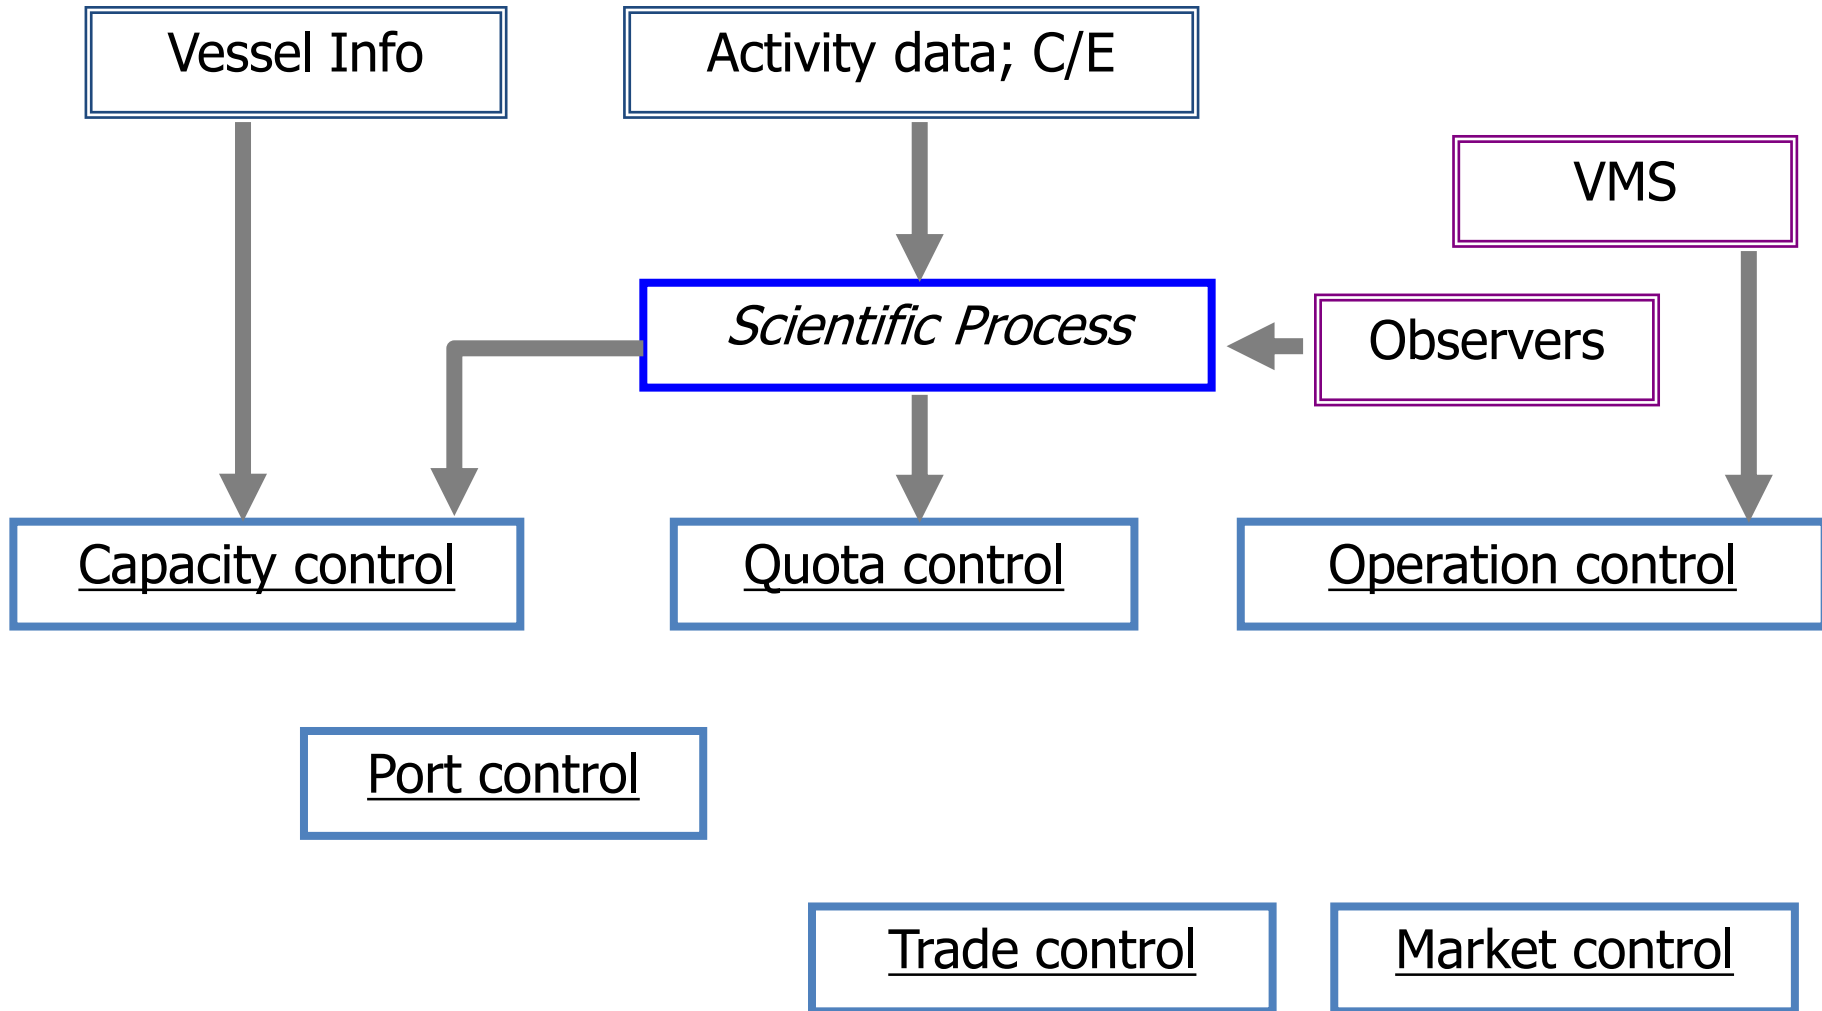 Vessel Info
Activity data; C/E
VMS
Scientific Process
Observers
Capacity control
Quota control
Operation control
Port control
Trade control
Market control